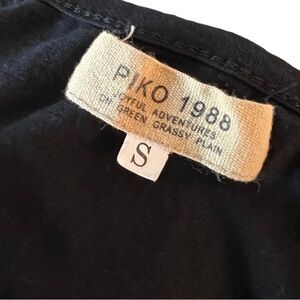 PIKO 1988
JOYFUL ADVENTURES
OF GREEN GRASSY PLAIN
S